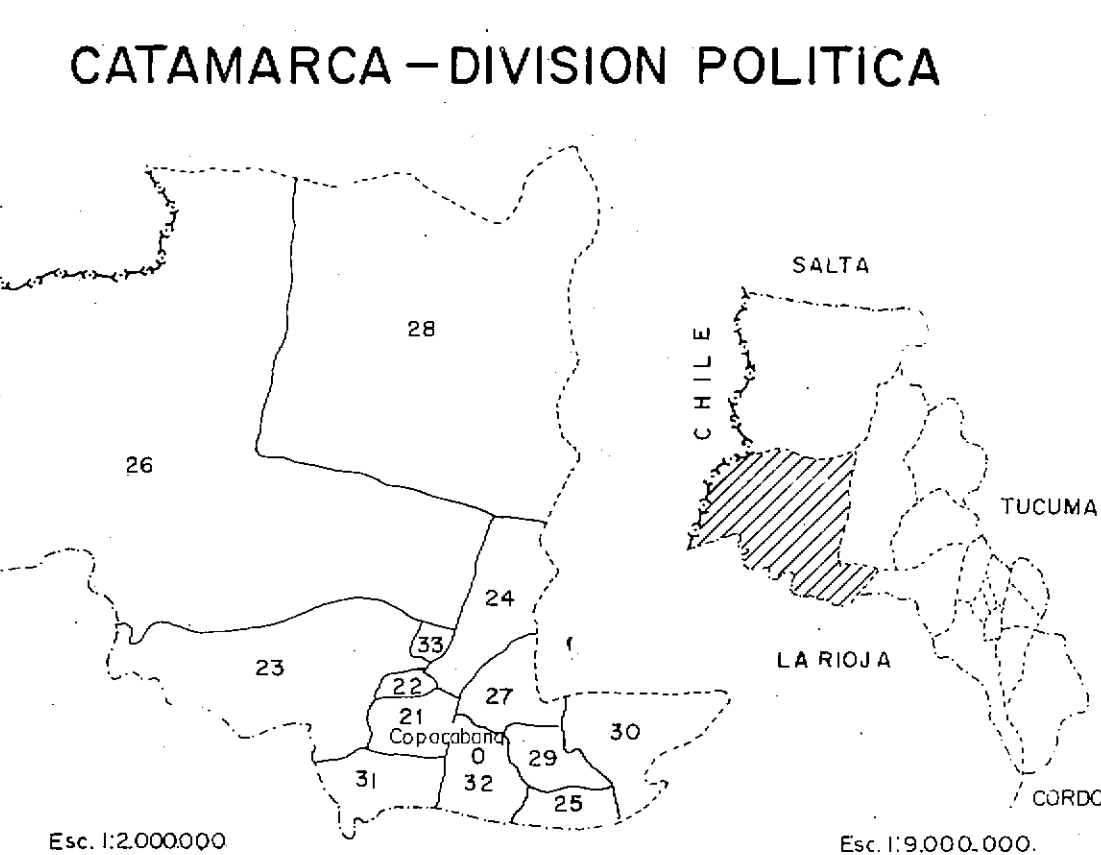 CATAMARCA – DIVISION POLITICA
28
26
24
33
23
22
27
21
Copacabana
0
30
29
31
32
25
Esc. 1:2.000.000
SALTA
CHILE
TUCUMA
LA RIOJA
CORDO
Esc. 1:9.000.000.